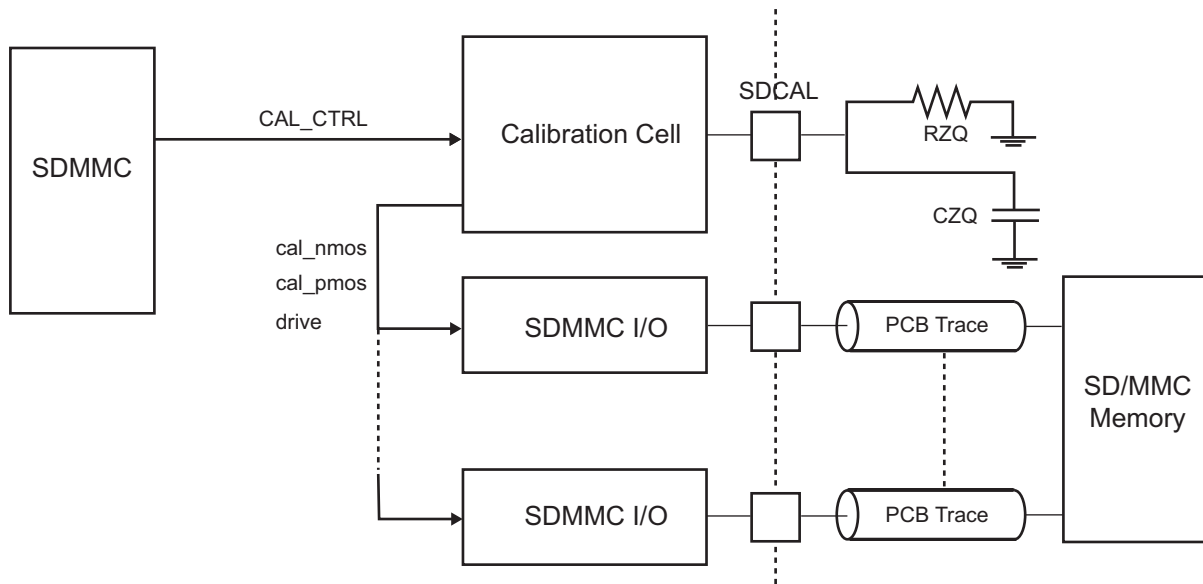 SDMMC
CAL_CTRL
Calibration Cell
SDCAL
RZQ
CZQ
cal_nmos
cal_pmos
drive
SDMMC I/O
PCB Trace
SD/MMC
Memory
SDMMC I/O
PCB Trace